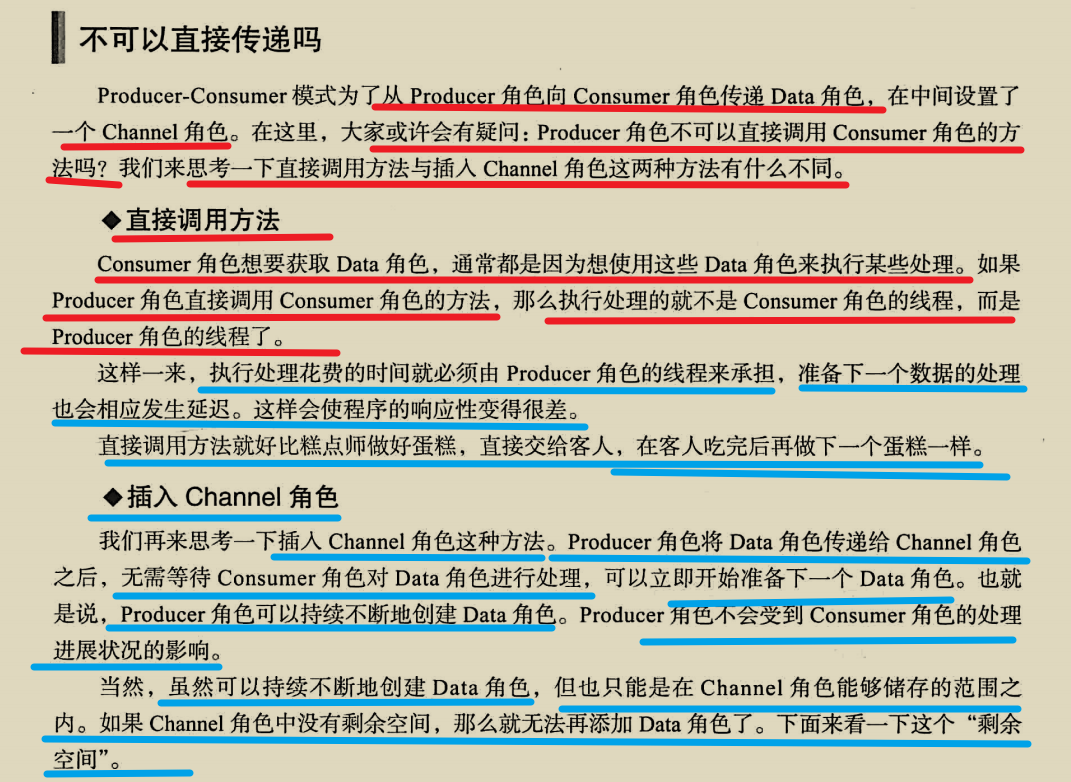 不可以直接传递吗
Producer-Consumer 模式为了从 Producer 角色向 Consumer 角色传递 Data 角色，在中间设置了
一个 Channel 角色。在这里，大家或许会有疑问：Producer 角色不可以直接调用 Consumer 角色的方
法吗？我们来思考一下直接调用方法与插入 Channel 角色这两种方法有什么不同。
◆直接调用方法
Consumer 角色想要获取 Data 角色，通常都是因为想使用这些 Data 角色来执行某些处理。如果
Producer 角色直接调用 Consumer 角色的方法，那么执行处理的就不是 Consumer 角色的线程，而是
Producer 角色的线程了。
这样一来，执行处理花费的时间就必须由 Producer 角色的线程来承担，准备下一个数据的处理
也会相应发生延迟。这样会使程序的响应性变得很差。
直接调用方法就好比糕点师做好蛋糕，直接交给客人，在客人吃完后再做下一个蛋糕一样。
◆插入 Channel 角色
我们再来思考一下插入 Channel 角色这种方法。Producer 角色将 Data 角色传递给 Channel 角色
之后，无需等待 Consumer 角色对 Data 角色进行处理，可以立即开始准备下一个 Data 角色。也就
是说，Producer 角色可以持续不断地创建 Data 角色。Producer 角色不会受到 Consumer 角色的处理
进展状况的影响。
当然，虽然可以持续不断地创建 Data 角色，但也只能是在 Channel 角色能够储存的范围之
内。如果 Channel 角色中没有剩余空间，那么就无法再添加 Data 角色了。下面来看一下这个“剩余
空间”。